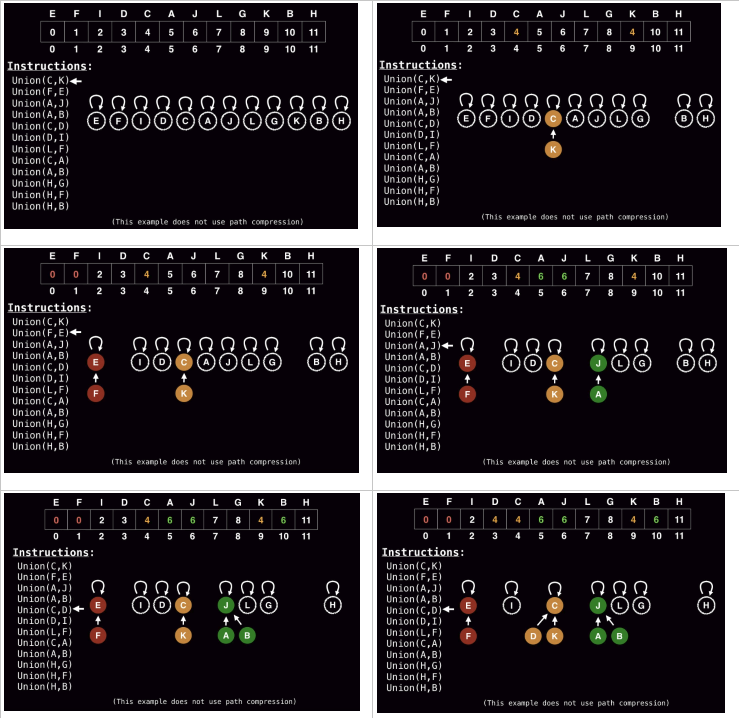 E F I D C A J L G K B H
0 1 2 3 4 5 6 7 8 9 10 11
0 1 2 3 4 5 6 7 8 9 10 11
Instructions:
Union(C,K)
Union(F,E)
Union(A,J)
Union(A,B)
Union(C,D)
Union(D,I)
Union(L,F)
Union(C,A)
Union(A,B)
Union(H,G)
Union(H,F)
Union(H,B)
E F I D C A J L G K B H
(This example does not use path compression)
E F I D C A J L G K B H
0 1 2 3 4 5 6 7 8 4 10 11
0 1 2 3 4 5 6 7 8 9 10 11
Instructions:
Union(C,K)
Union(F,E)
Union(A,J)
Union(A,B)
Union(C,D)
Union(D,I)
Union(L,F)
Union(C,A)
Union(A,B)
Union(H,G)
Union(H,F)
Union(H,B)
E F I D C A J L G B H
K
(This example does not use path compression)
E F I D C A J L G K B H
0 0 2 3 4 5 6 7 8 4 10 11
0 1 2 3 4 5 6 7 8 9 10 11
Instructions:
Union(C,K)
Union(F,E)
Union(A,J)
Union(A,B)
Union(C,D)
Union(D,I)
Union(L,F)
Union(C,A)
Union(A,B)
Union(H,G)
Union(H,F)
Union(H,B)
E I D C A J L G B H
F K
(This example does not use path compression)
E F I D C A J L G K B H
0 0 2 3 4 6 6 7 8 4 10 11
0 1 2 3 4 5 6 7 8 9 10 11
Instructions:
Union(C,K)
Union(F,E)
Union(A,J)
Union(A,B)
Union(C,D)
Union(D,I)
Union(L,F)
Union(C,A)
Union(A,B)
Union(H,G)
Union(H,F)
Union(H,B)
E I D C J L G B H
F K A
(This example does not use path compression)
E F I D C A J L G K B H
0 0 2 3 4 6 6 7 8 4 6 11
0 1 2 3 4 5 6 7 8 9 10 11
Instructions:
Union(C,K)
Union(F,E)
Union(A,J)
Union(A,B)
Union(C,D)
Union(D,I)
Union(L,F)
Union(C,A)
Union(A,B)
Union(H,G)
Union(H,F)
Union(H,B)
E I D C J L G H
F K A B
(This example does not use path compression)
E F I D C A J L G K B H
0 0 2 4 4 6 6 7 8 4 6 11
0 1 2 3 4 5 6 7 8 9 10 11
Instructions:
Union(C,K)
Union(F,E)
Union(A,J)
Union(A,B)
Union(C,D)
Union(D,I)
Union(L,F)
Union(C,A)
Union(A,B)
Union(H,G)
Union(H,F)
Union(H,B)
E I C J L G H
F D K A B
(This example does not use path compression)